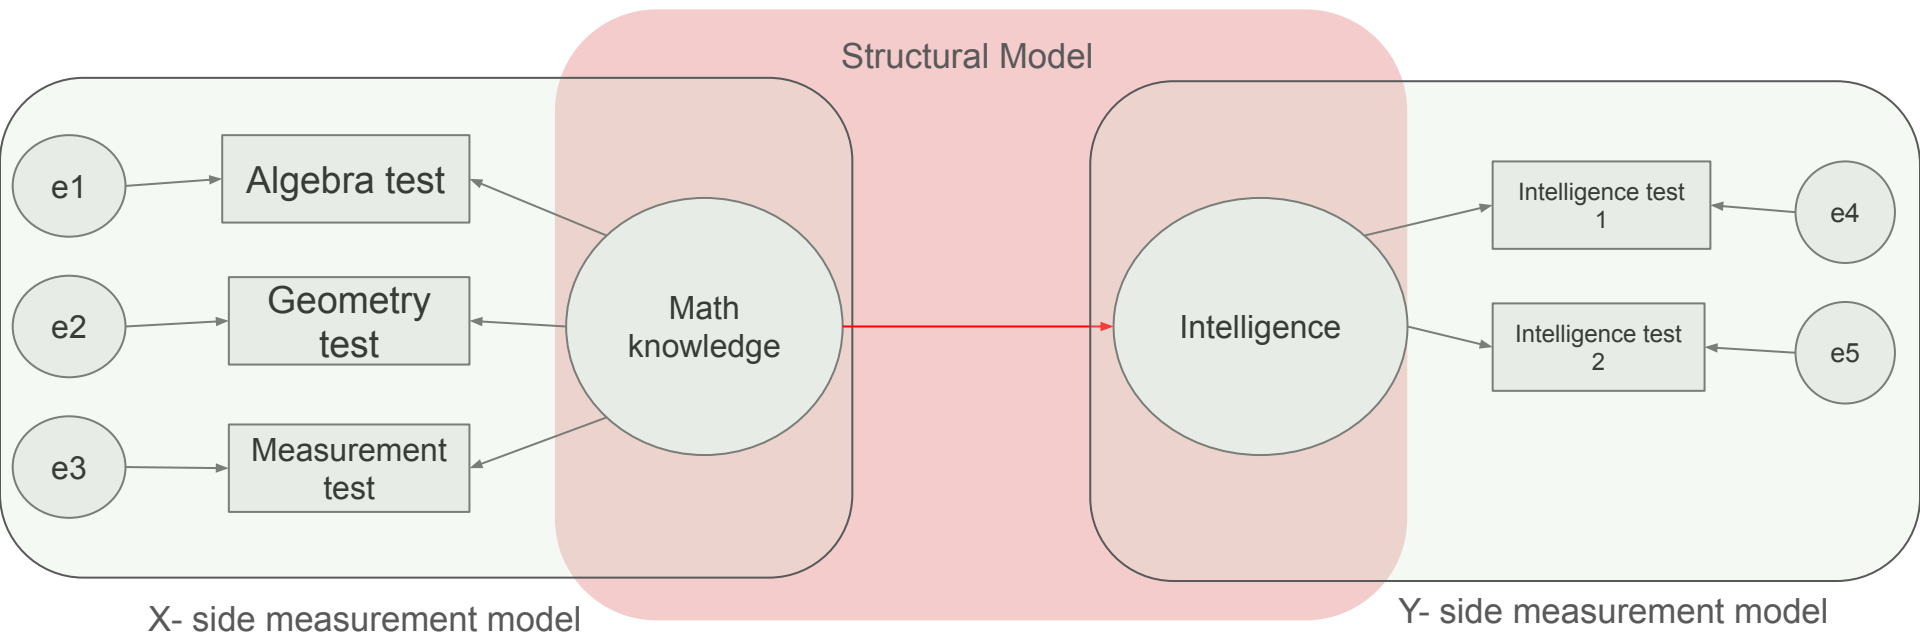 Structural Model
e1
Algebra test
e2
Geometry
test
e3
Measurement
test
Math
knowledge
Intelligence
Intelligence test
1
e4
Intelligence test
2
e5
X- side measurement model
Y- side measurement model